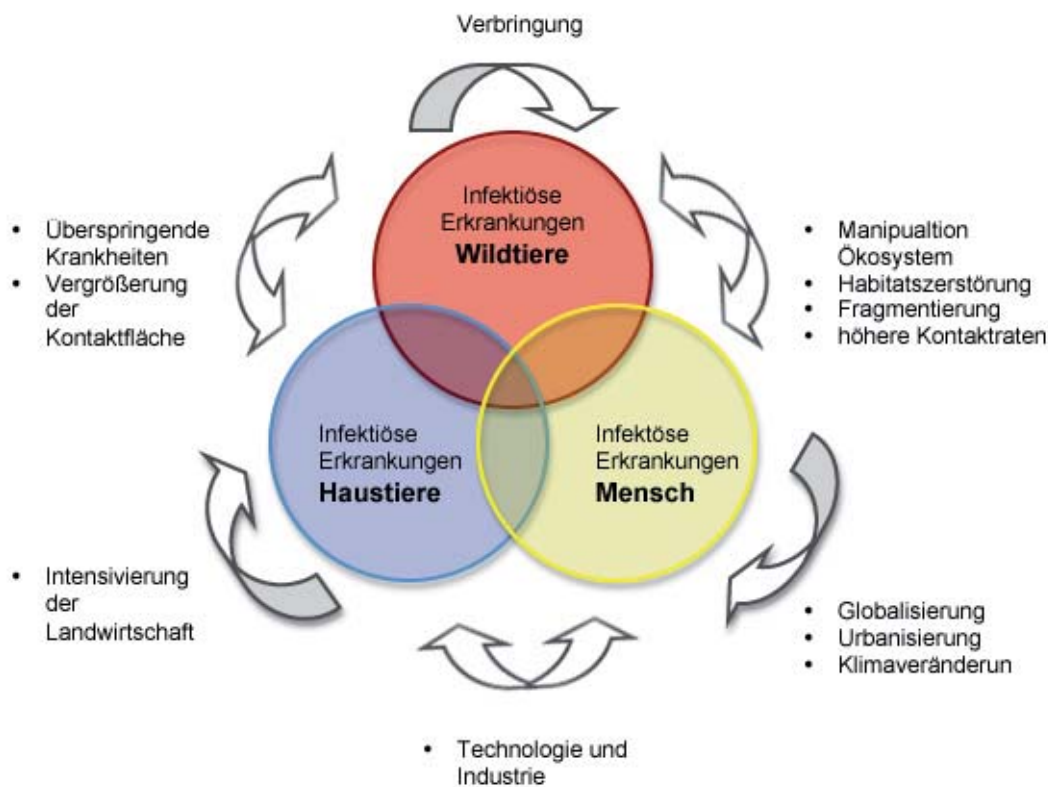 Verbringung
Infektiöse
Erkrankungen
Wildtiere
• Überspringende
Krankheiten
• Vergrößerung
der
Kontaktfläche
• Manipualtion
Ökosystem
• Habitatszerstörung
• Fragmentierung
• höhere Kontaktraten
Infektiöse
Erkrankungen
Haustiere
Infektöse
Erkrankungen
Mensch
• Intensivierung
der
Landwirtschaft
• Globalisierung
• Urbanisierung
• Klimaveränderun
• Technologie und
Industrie